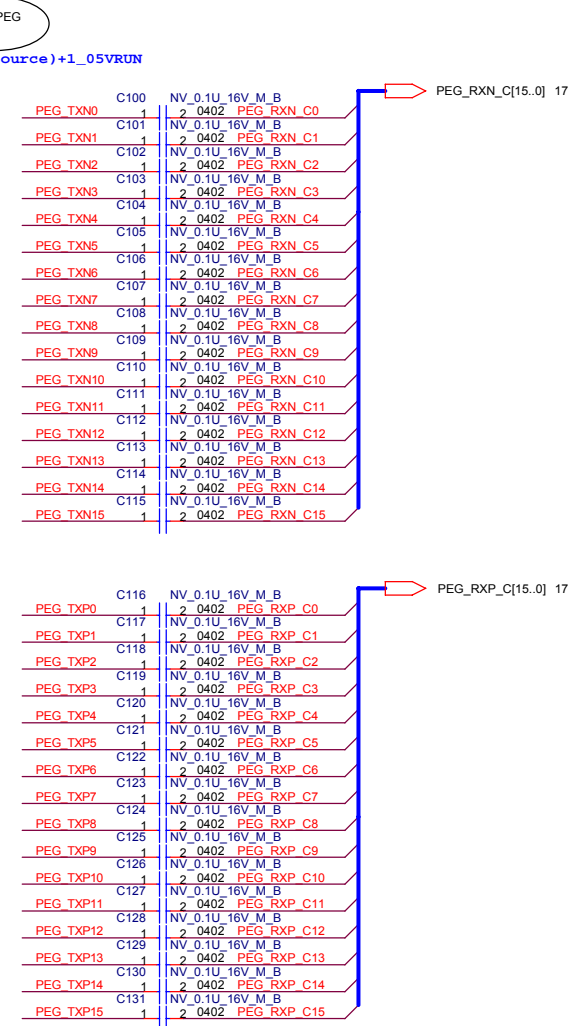 PEG
ource)+1_05VRUN
PEG_RXN_C[15..0] 17
C100 NV_0.1U_16V_M_B
PEG_TXN0 1 2 0402 PEG_RXN_C0
C101 NV_0.1U_16V_M_B
PEG_TXN1 1 2 0402 PEG_RXN_C1
C102 NV_0.1U_16V_M_B
PEG_TXN2 1 2 0402 PEG_RXN_C2
C103 NV_0.1U_16V_M_B
PEG_TXN3 1 2 0402 PEG_RXN_C3
C104 NV_0.1U_16V_M_B
PEG_TXN4 1 2 0402 PEG_RXN_C4
C105 NV_0.1U_16V_M_B
PEG_TXN5 1 2 0402 PEG_RXN_C5
C106 NV_0.1U_16V_M_B
PEG_TXN6 1 2 0402 PEG_RXN_C6
C107 NV_0.1U_16V_M_B
PEG_TXN7 1 2 0402 PEG_RXN_C7
C108 NV_0.1U_16V_M_B
PEG_TXN8 1 2 0402 PEG_RXN_C8
C109 NV_0.1U_16V_M_B
PEG_TXN9 1 2 0402 PEG_RXN_C9
C110 NV_0.1U_16V_M_B
PEG_TXN10 1 2 0402 PEG_RXN_C10
C111 NV_0.1U_16V_M_B
PEG_TXN11 1 2 0402 PEG_RXN_C11
C112 NV_0.1U_16V_M_B
PEG_TXN12 1 2 0402 PEG_RXN_C12
C113 NV_0.1U_16V_M_B
PEG_TXN13 1 2 0402 PEG_RXN_C13
C114 NV_0.1U_16V_M_B
PEG_TXN14 1 2 0402 PEG_RXN_C14
C115 NV_0.1U_16V_M_B
PEG_TXN15 1 2 0402 PEG_RXN_C15
PEG_RXP_C[15..0] 17
C116 NV_0.1U_16V_M_B
PEG_TXP0 1 2 0402 PEG_RXP_C0
C117 NV_0.1U_16V_M_B
PEG_TXP1 1 2 0402 PEG_RXP_C1
C118 NV_0.1U_16V_M_B
PEG_TXP2 1 2 0402 PEG_RXP_C2
C119 NV_0.1U_16V_M_B
PEG_TXP3 1 2 0402 PEG_RXP_C3
C120 NV_0.1U_16V_M_B
PEG_TXP4 1 2 0402 PEG_RXP_C4
C121 NV_0.1U_16V_M_B
PEG_TXP5 1 2 0402 PEG_RXP_C5
C122 NV_0.1U_16V_M_B
PEG_TXP6 1 2 0402 PEG_RXP_C6
C123 NV_0.1U_16V_M_B
PEG_TXP7 1 2 0402 PEG_RXP_C7
C124 NV_0.1U_16V_M_B
PEG_TXP8 1 2 0402 PEG_RXP_C8
C125 NV_0.1U_16V_M_B
PEG_TXP9 1 2 0402 PEG_RXP_C9
C126 NV_0.1U_16V_M_B
PEG_TXP10 1 2 0402 PEG_RXP_C10
C127 NV_0.1U_16V_M_B
PEG_TXP11 1 2 0402 PEG_RXP_C11
C128 NV_0.1U_16V_M_B
PEG_TXP12 1 2 0402 PEG_RXP_C12
C129 NV_0.1U_16V_M_B
PEG_TXP13 1 2 0402 PEG_RXP_C13
C130 NV_0.1U_16V_M_B
PEG_TXP14 1 2 0402 PEG_RXP_C14
C131 NV_0.1U_16V_M_B
PEG_TXP15 1 2 0402 PEG_RXP_C15